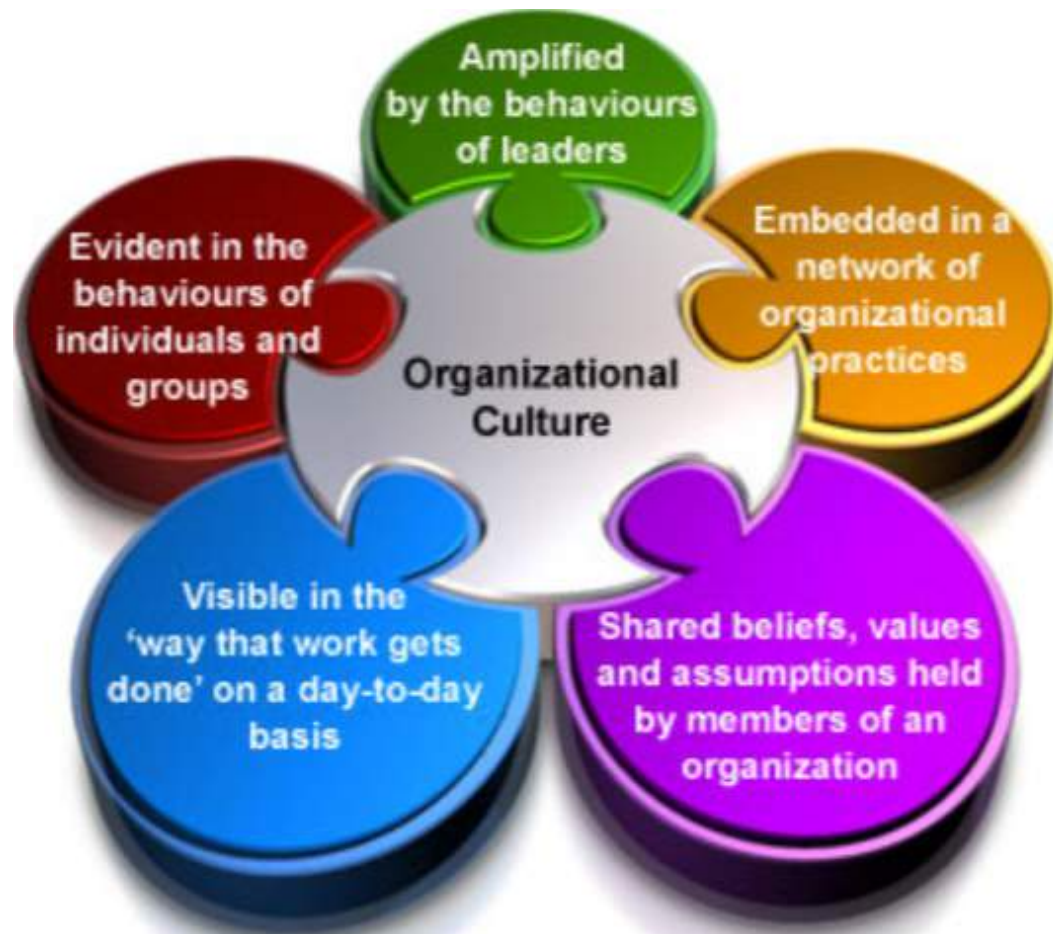 Amplified
by the behaviours
of leaders
Embedded in a
network of
organizational
practices
Evident in the
behaviours of
individuals and
groups
Organizational
Culture
Visible in the
‘way that work gets
done’ on a day-to-day
basis
Shared beliefs, values
and assumptions held
by members of an
organization